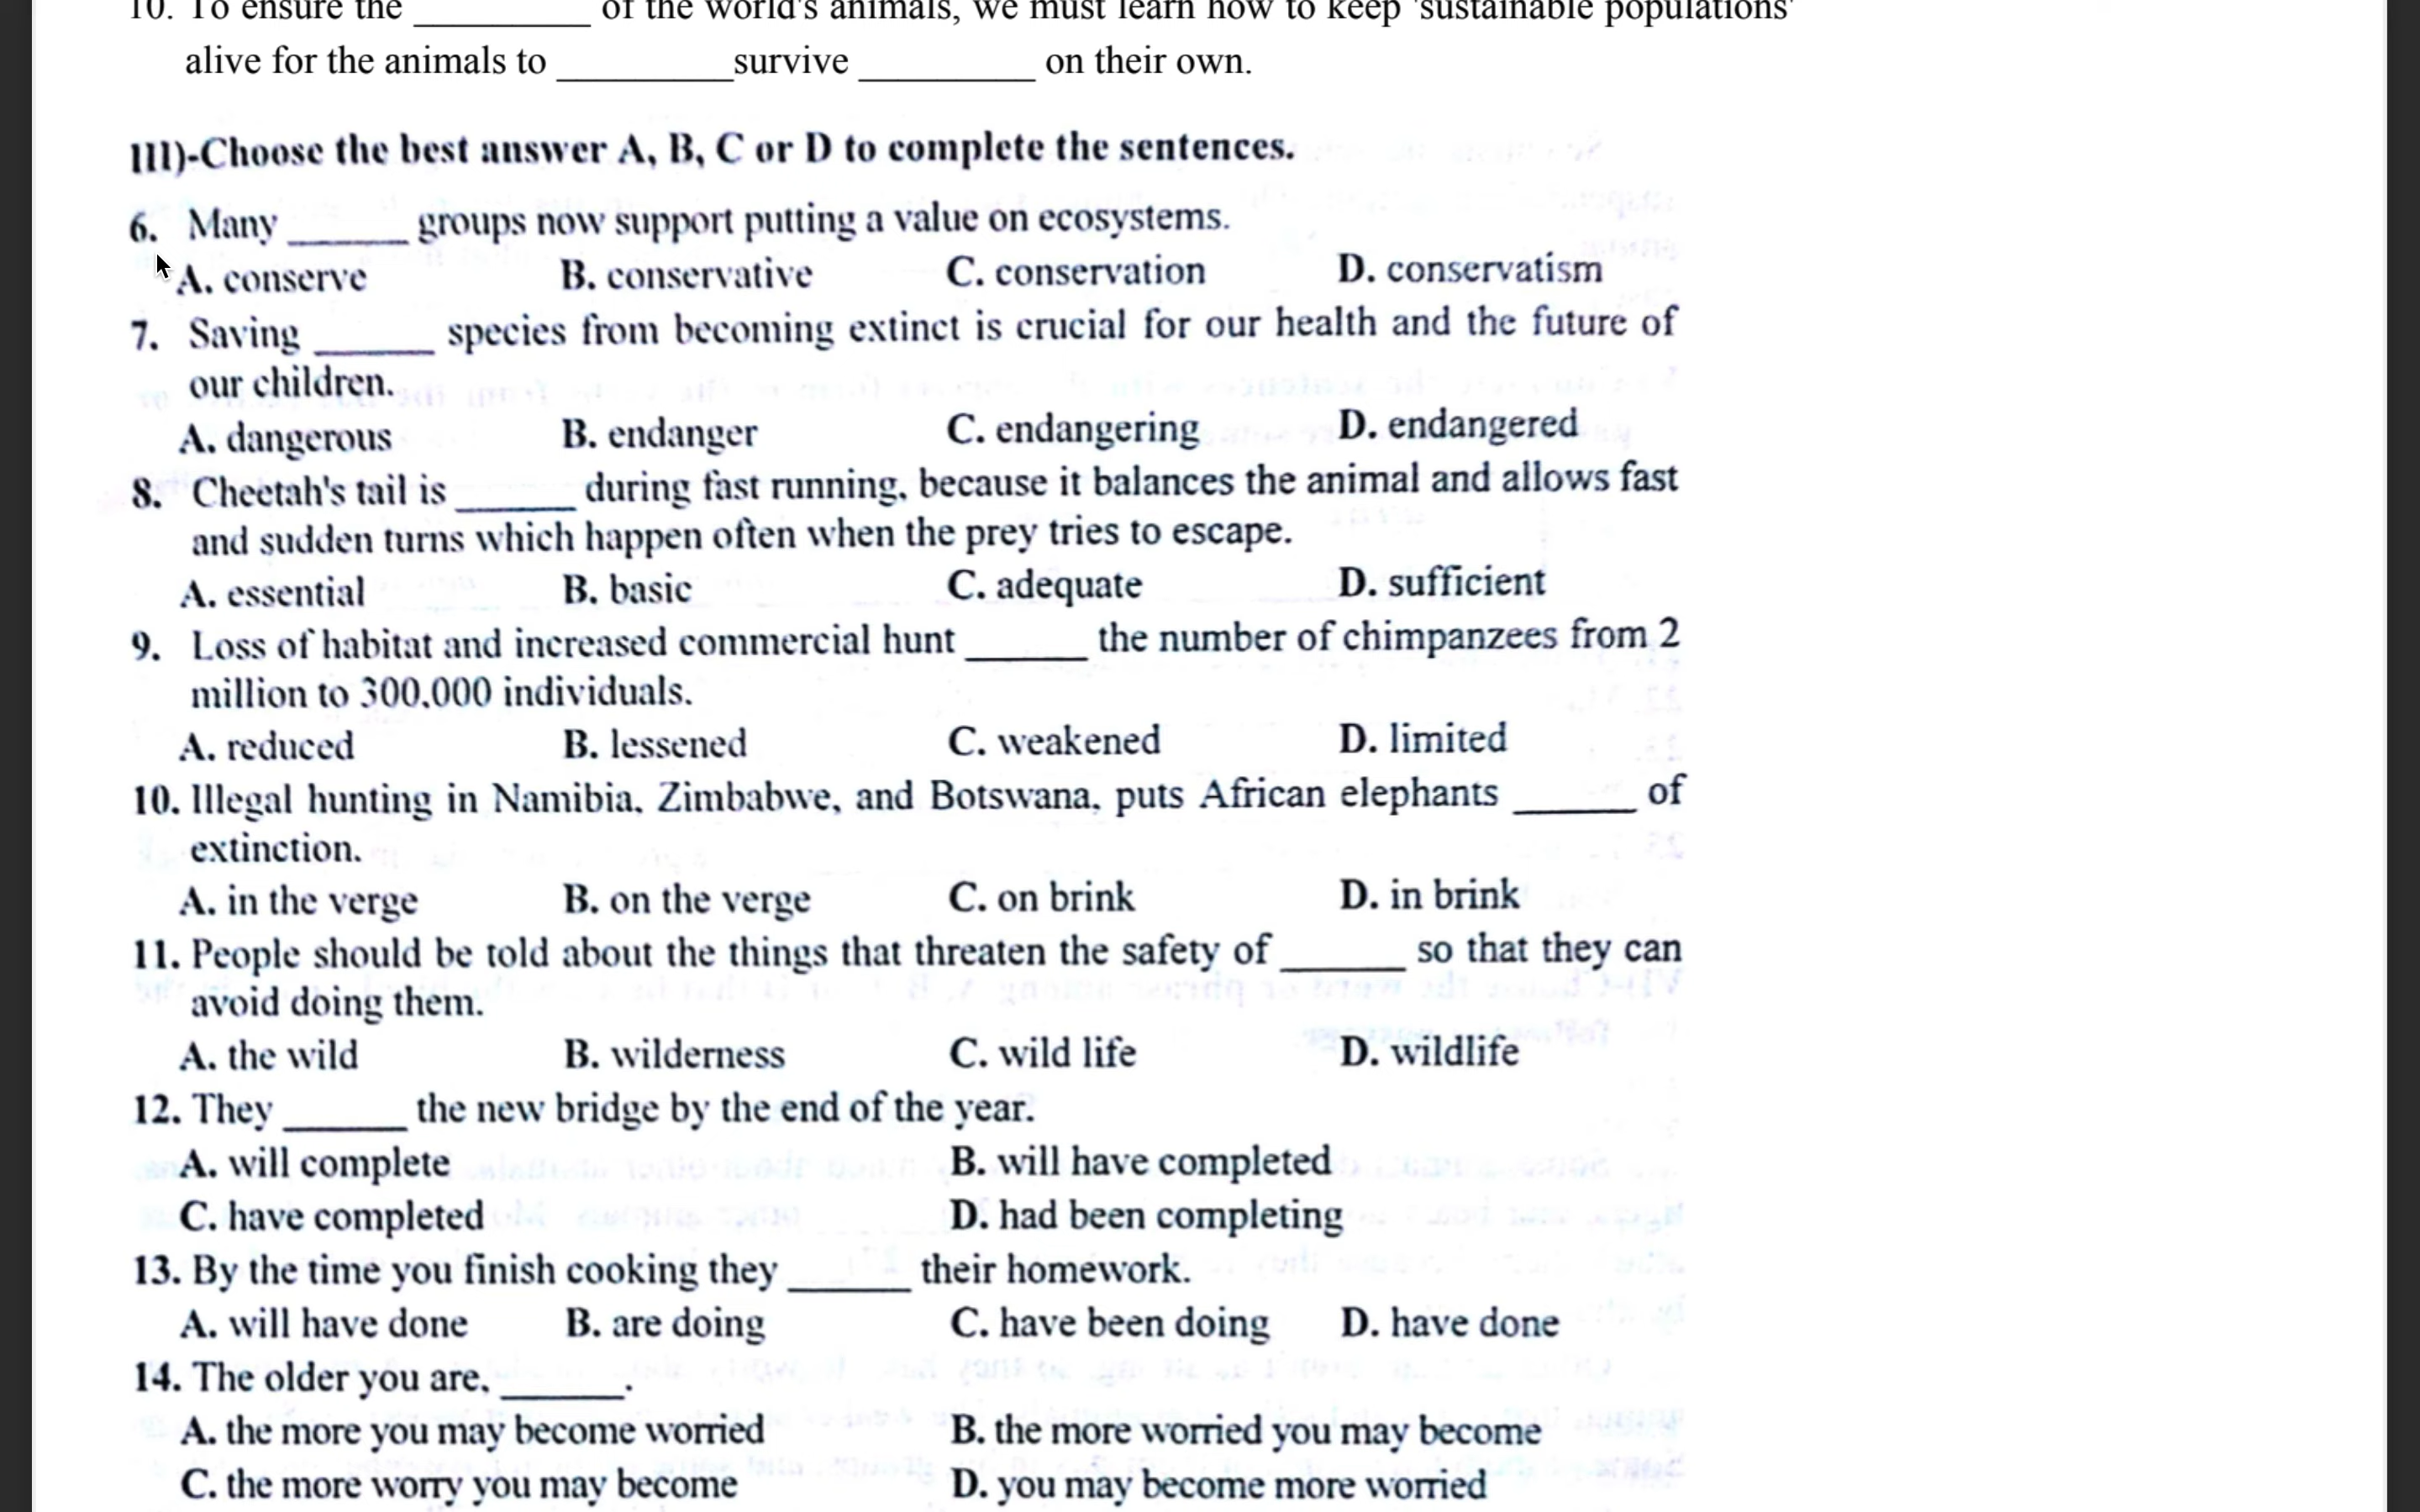 10. To ensure the __________ of the world's animals, we must learn how to keep 'sustainable populations'
alive for the animals to __________survive __________ on their own.
III)-Choose the best answer A, B, C or D to complete the sentences.
6. Many ______ groups now support putting a value on ecosystems.
A. conserve B. conservative C. conservation D. conservatism
7. Saving ______ species from becoming extinct is crucial for our health and the future of
our children.
A. dangerous B. endanger C. endangering D. endangered
8. Cheetah's tail is ______ during fast running, because it balances the animal and allows fast
and sudden turns which happen often when the prey tries to escape.
A. essential B. basic C. adequate D. sufficient
9. Loss of habitat and increased commercial hunt ______ the number of chimpanzees from 2
million to 300,000 individuals.
A. reduced B. lessened C. weakened D. limited
10. Illegal hunting in Namibia, Zimbabwe, and Botswana, puts African elephants ______ of
extinction.
A. in the verge B. on the verge C. on brink D. in brink
11. People should be told about the things that threaten the safety of ______ so that they can
avoid doing them.
A. the wild B. wilderness C. wild life D. wildlife
12. They ______ the new bridge by the end of the year.
A. will complete B. will have completed
C. have completed D. had been completing
13. By the time you finish cooking they ______ their homework.
A. will have done B. are doing C. have been doing D. have done
14. The older you are, ______.
A. the more you may become worried B. the more worried you may become
C. the more worry you may become D. you may become more worried